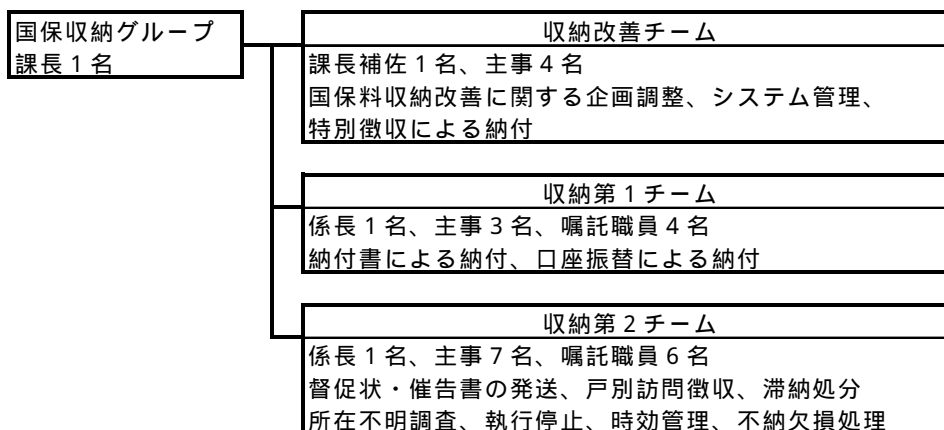 国保収納グループ
課長1名
収納改善チーム
課長補佐1名、主事4名
国保料収納改善に関する企画調整、システム管理、
特別徴収による納付
収納第1チーム
係長1名、主事3名、嘱託職員4名
納付書による納付、口座振替による納付
収納第2チーム
係長1名、主事7名、嘱託職員6名
督促状・催告書の発送、戸別訪問徴収、滞納処分
所在不明調査、執行停止、時効管理、不納欠損処理